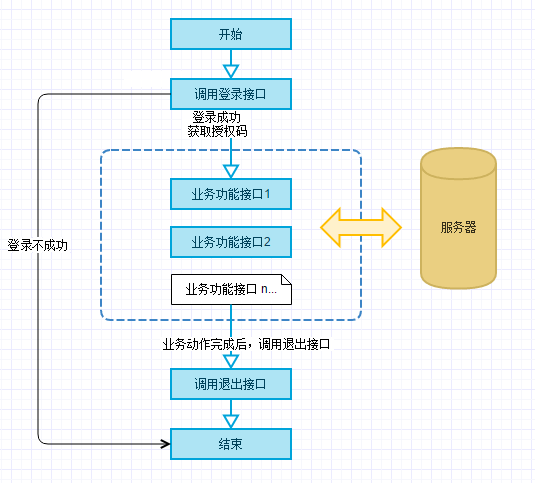 开始
调用登录接口
登录成功
获取授权码
业务功能接口1
业务功能接口2
服务器
登录不成功
业务功能接口 n...
业务动作完成后，调用退出接口
调用退出接口
结束